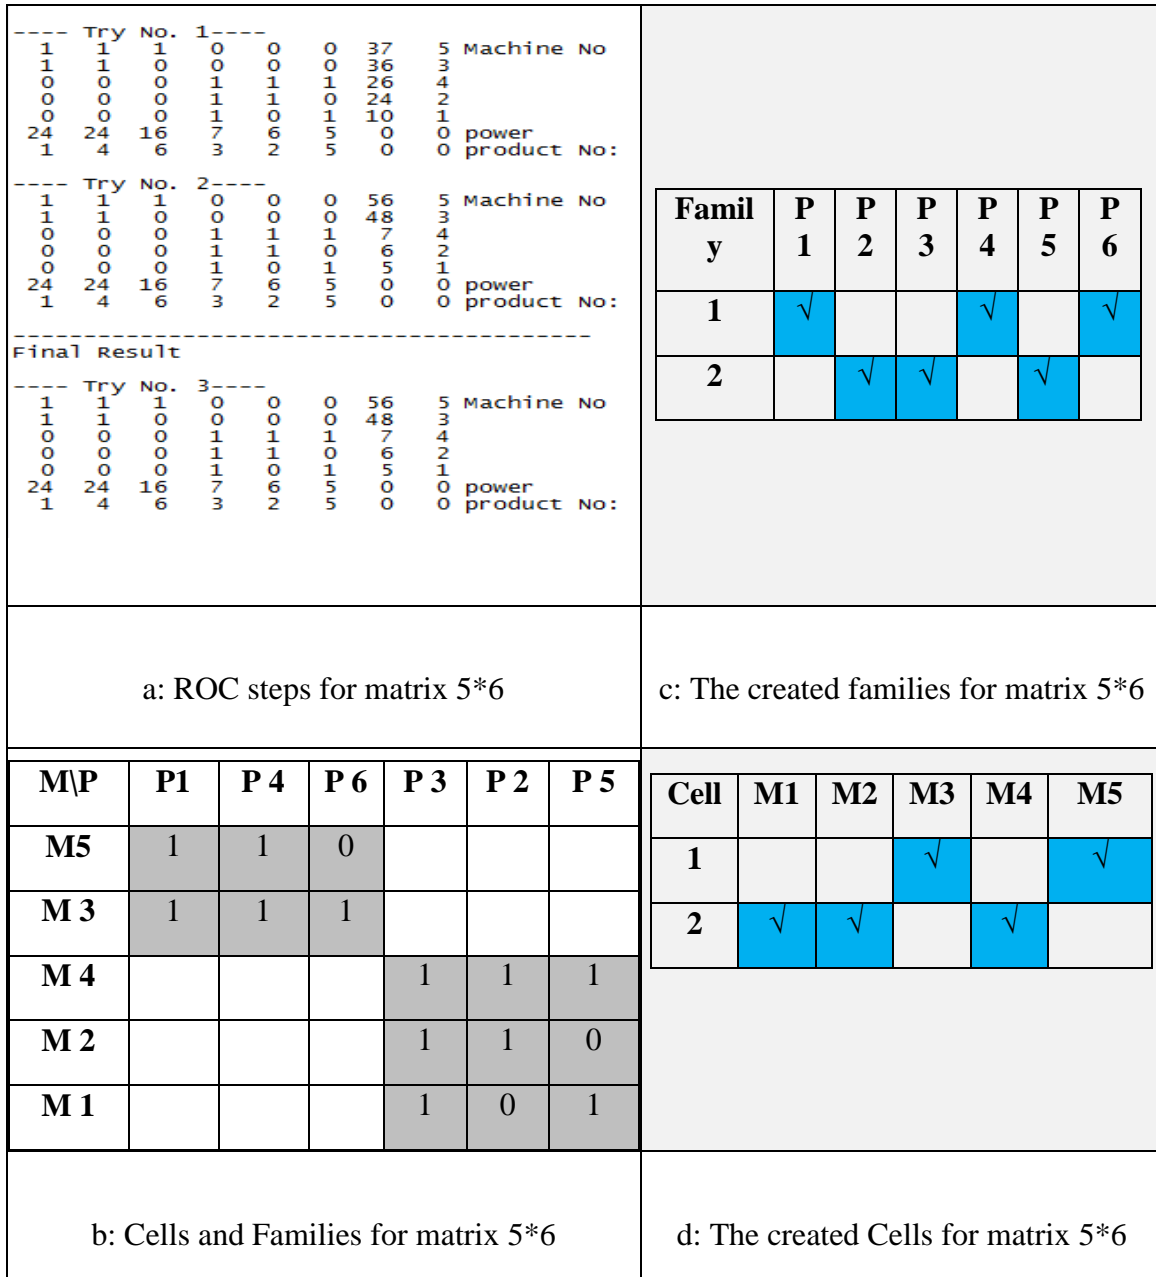 ---- Try No. 1----
1 1 1 0 0 0 37 5 Machine No
1 1 0 0 0 0 36 3
0 0 0 1 1 1 26 4
0 0 0 1 1 0 24 2
0 0 0 1 0 1 10 1
24 24 16 7 6 5 0 0 power
1 4 6 3 2 5 0 0 product No:
---- Try No. 2----
1 1 1 0 0 0 56 5 Machine No
1 1 0 0 0 0 48 3
0 0 0 1 1 1 7 4
0 0 0 1 1 0 6 2
0 0 0 1 0 1 5 1
24 24 16 7 6 5 0 0 power
1 4 6 3 2 5 0 0 product No:
------------------------------------------
Final Result
---- Try No. 3----
1 1 1 0 0 0 56 5 Machine No
1 1 0 0 0 0 48 3
0 0 0 1 1 1 7 4
0 0 0 1 1 0 6 2
0 0 0 1 0 1 5 1
24 24 16 7 6 5 0 0 power
1 4 6 3 2 5 0 0 product No:
Famil P P P P P P
y 1 2 3 4 5 6
1 √ √ √
2 √ √ √
a: ROC steps for matrix 5*6
c: The created families for matrix 5*6
M\P P1 P 4 P 6 P 3 P 2 P 5
M5 1 1 0
M 3 1 1 1
M 4 1 1 1
M 2 1 1 0
M 1 1 0 1
Cell M1 M2 M3 M4 M5
1 √ √
2 √ √ √
b: Cells and Families for matrix 5*6
d: The created Cells for matrix 5*6